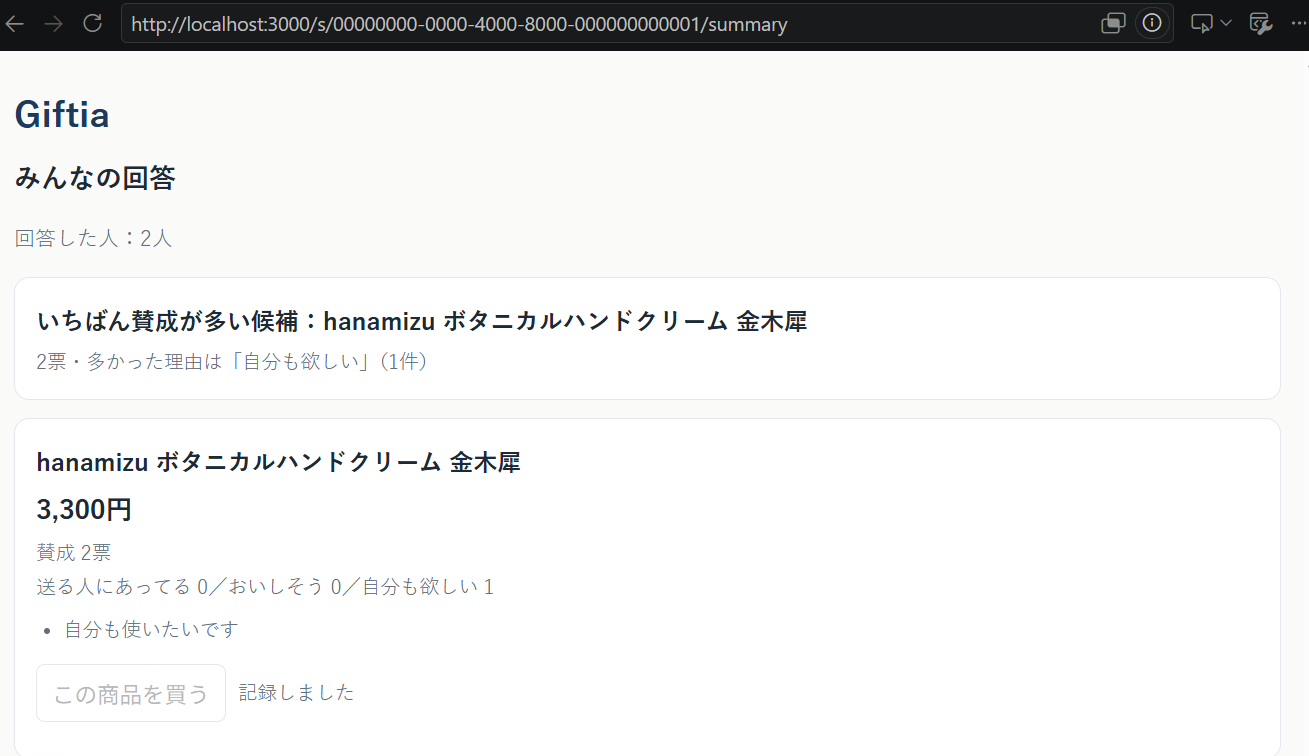 http://localhost:3000/s/00000000-0000-4000-8000-000000000001/summary
Giftia
みんなの回答
回答した人：2人
いちばん賛成が多い候補：hanamizu ボタニカルハンドクリーム 金木犀
2票・多かった理由は「自分も欲しい」（1件）
hanamizu ボタニカルハンドクリーム 金木犀
3,300円
賛成 2票
送る人にあってる 0／おいしそう 0／自分も欲しい 1
• 自分も使いたいです
この商品を買う 記録しました